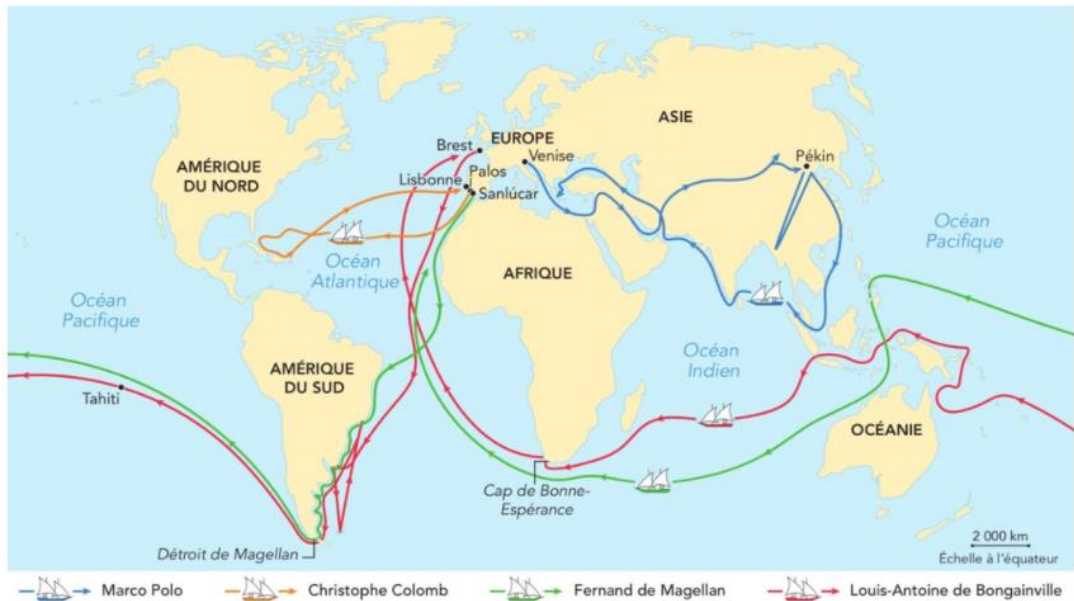 AMÉRIQUE
DU NORD
EUROPE
ASIE
Brest
Venise
Pékin
Lisbonne
Palos
Sanlúcar
Océan
Atlantique
Océan
Pacifique
AFRIQUE
Océan
Pacifique
AMÉRIQUE
DU SUD
Océan
Indien
Tahiti
OCÉANIE
Cap de Bonne-
Espérance
Détroit de Magellan
2 000 km
Échelle à l'équateur
Marco Polo
Christophe Colomb
Fernand de Magellan
Louis-Antoine de Bongainville